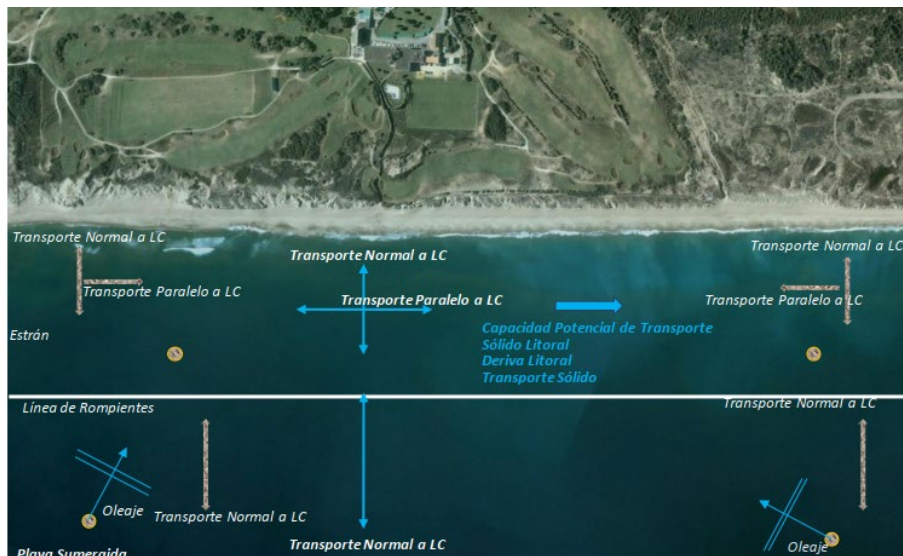 Transporte Normal a LC
Transporte Normal a LC
Transporte Normal a LC
Transporte Paralelo a LC
Transporte Paralelo a LC
Transporte Paralelo a LC
Capacidad Potencial de Transporte
Sólido Litoral
Deriva Litoral
Transporte Sólido
Estrán
Línea de Rompientes
Transporte Normal a LC
Oleaje
Transporte Normal a LC
Transporte Normal a LC
Oleaje
Playa Sumergida